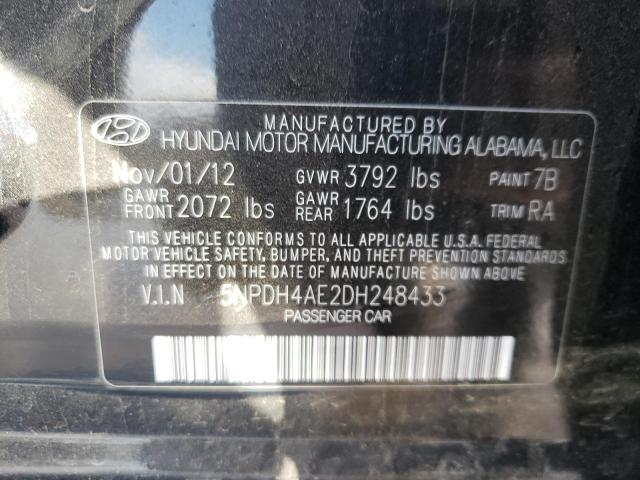 MANUFACTURED BY
HYUNDAI MOTOR MANUFACTURING ALABAMA, LLC
Nov/01/12 GVWR 3792 lbs PAINT 7B
GAWR FRONT 2072 lbs GAWR REAR 1764 lbs TRIM RA
THIS VEHICLE CONFORMS TO ALL APPLICABLE U.S.A. FEDERAL
MOTOR VEHICLE SAFETY, BUMPER, AND THEFT PREVENTION STANDARDS
IN EFFECT ON THE DATE OF MANUFACTURE SHOWN ABOVE
V.I.N 5NPDH4AE2DH248433
PASSENGER CAR